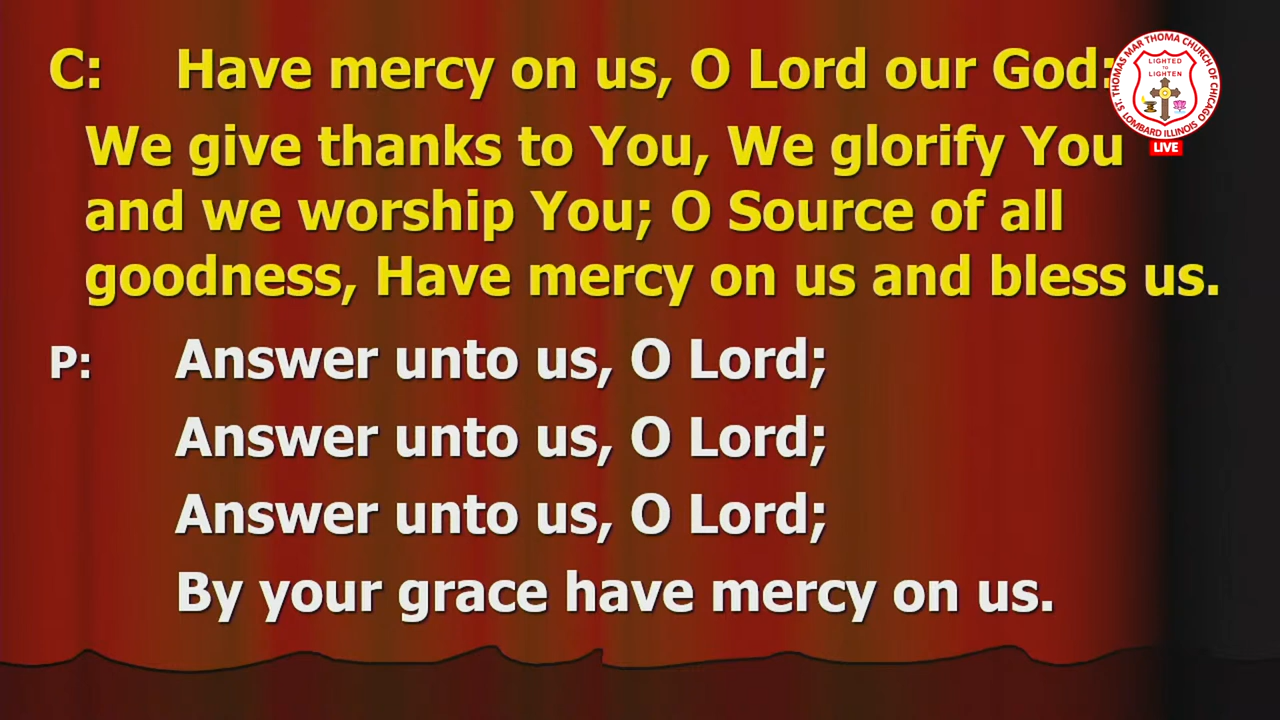 C: Have mercy on us, O Lord our God:
We give thanks to You, We glorify You
and we worship You; O Source of all
goodness, Have mercy on us and bless us.
P: Answer unto us, O Lord;
Answer unto us, O Lord;
Answer unto us, O Lord;
By your grace have mercy on us.
ST. THOMAS MAR THOMA CHURCH OF CHICAGO
LIGHTED
TO
LIGHTEN
LOMBARD ILLINOIS
LIVE